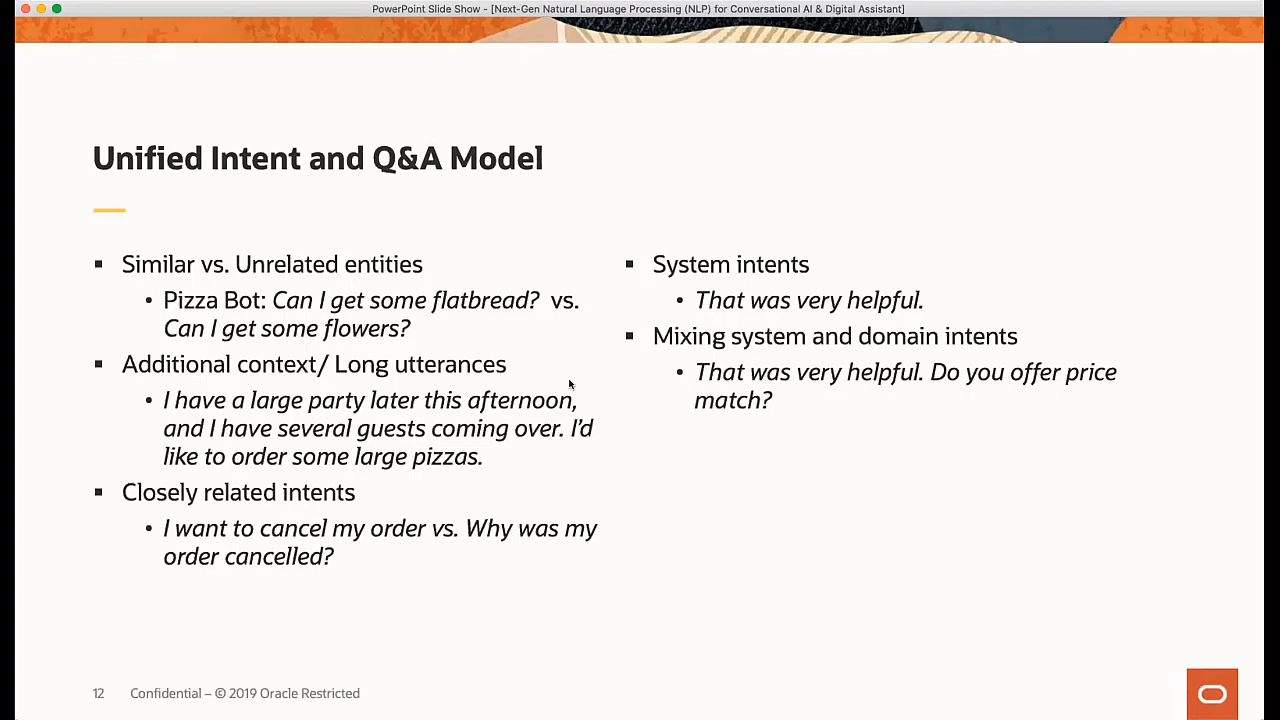 PowerPoint Slide Show - [Next-Gen Natural Language Processing (NLP) for Conversational AI & Digital Assistant]
Unified Intent and Q&A Model
▪ Similar vs. Unrelated entities
• Pizza Bot: Can I get some flatbread? vs.
Can I get some flowers?
▪ Additional context/ Long utterances
• I have a large party later this afternoon,
and I have several guests coming over. I'd
like to order some large pizzas.
▪ Closely related intents
• I want to cancel my order vs. Why was my
order cancelled?
▪ System intents
• That was very helpful.
▪ Mixing system and domain intents
• That was very helpful. Do you offer price
match?
12 Confidential – © 2019 Oracle Restricted